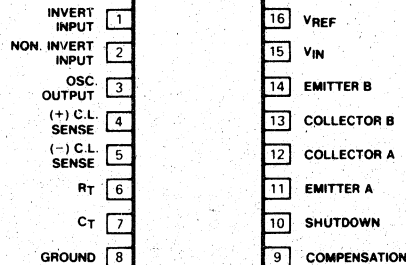 INVERT
INPUT 1
NON. INVERT
INPUT 2
OSC.
OUTPUT 3
(+) C.L.
SENSE 4
(−) C.L.
SENSE 5
RT 6
CT 7
GROUND 8
16 VREF
15 VIN
14 EMITTER B
13 COLLECTOR B
12 COLLECTOR A
11 EMITTER A
10 SHUTDOWN
9 COMPENSATION